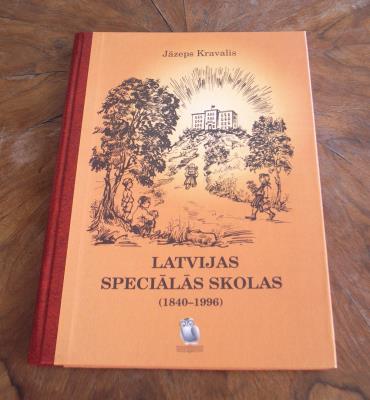 Jāzeps Kravalis
LATVIJAS
SPECIĀLĀS SKOLAS
(1840–1996)